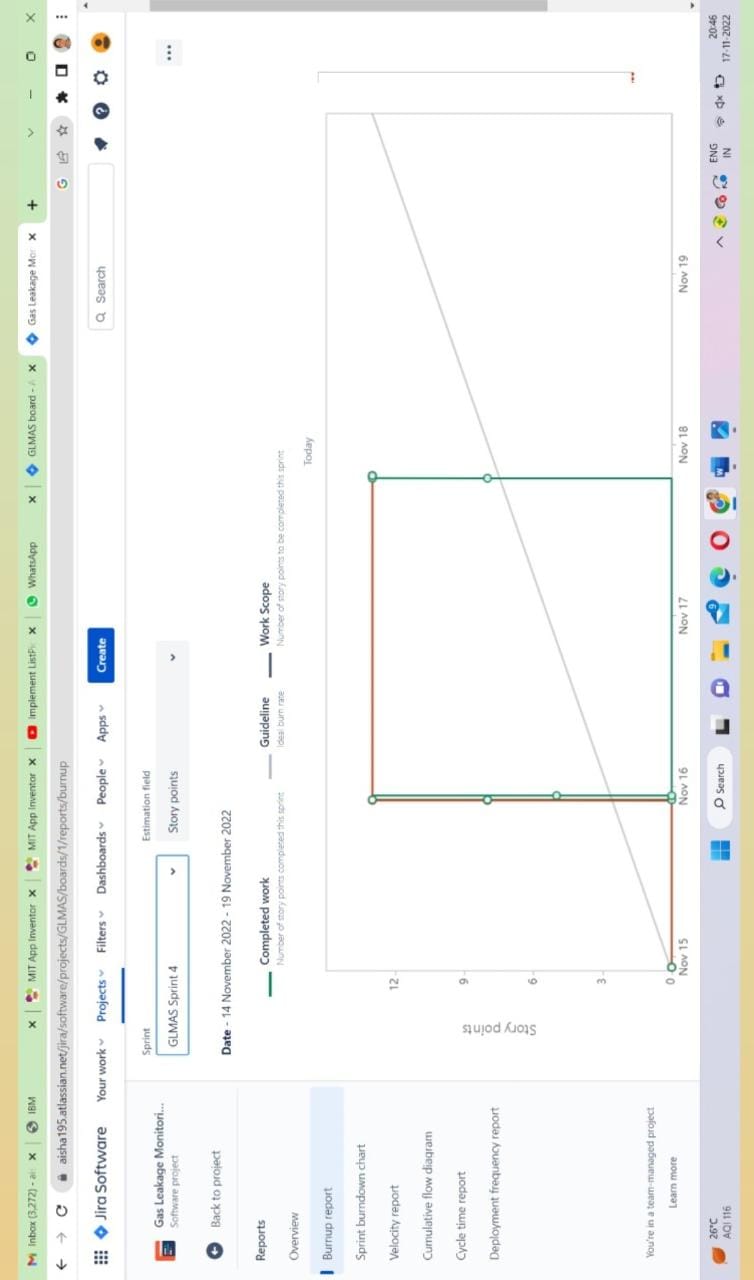 Inbox (3,272) - ais
IBM
MIT App Inventor
MIT App Inventor
Implement ListPic
WhatsApp
GLMAS board - A
Gas Leakage Mor
aisha195.atlassian.net/jira/software/projects/GLMAS/boards/1/reports/burnup
Jira Software
Your work
Projects
Filters
Dashboards
People
Apps
Create
Search
Gas Leakage Monitori...
Software project
Back to project
Reports
Overview
Burnup report
Sprint burndown chart
Velocity report
Cumulative flow diagram
Cycle time report
Deployment frequency report
You're in a team-managed project
Learn more
Sprint
Estimation field
GLMAS Sprint 4
Story points
Date - 14 November 2022 - 19 November 2022
Completed work
Number of story points completed this sprint
Guideline
Ideal burn rate
Work Scope
Number of story points to be completed this sprint
Today
Story points
12
9
6
3
0
Nov 15
Nov 16
Nov 17
Nov 18
Nov 19
26°C
AQI 116
Search
9
ENG
IN
20:46
17-11-2022